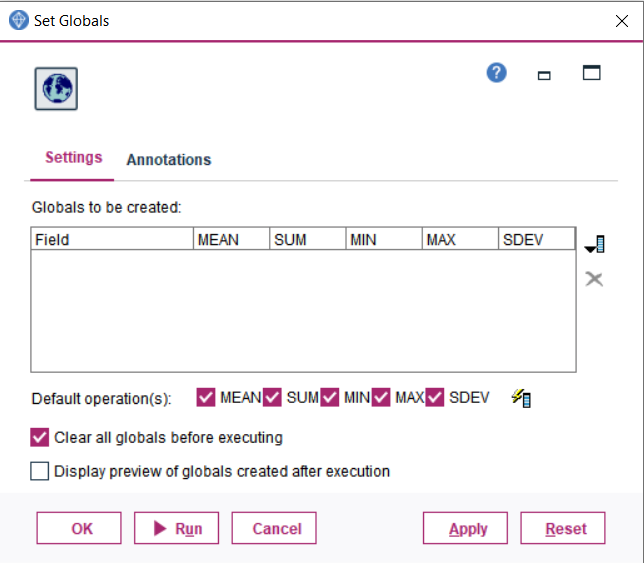 Set Globals
?
Settings Annotations
Globals to be created:
Field MEAN SUM MIN MAX SDEV
Default operation(s): MEAN SUM MIN MAX SDEV
Clear all globals before executing
Display preview of globals created after execution
OK Run Cancel Apply Reset